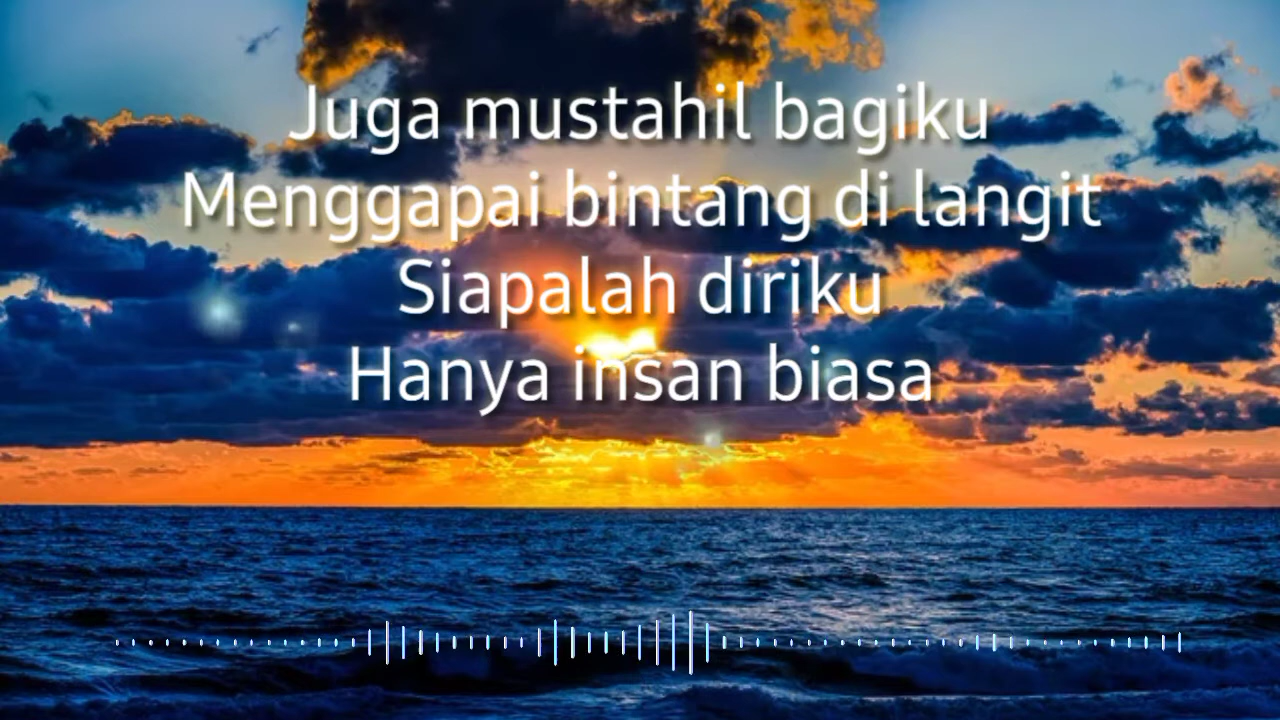 Juga mustahil bagiku
Menggapai bintang di langit
Siapalah diriku
Hanya insan biasa